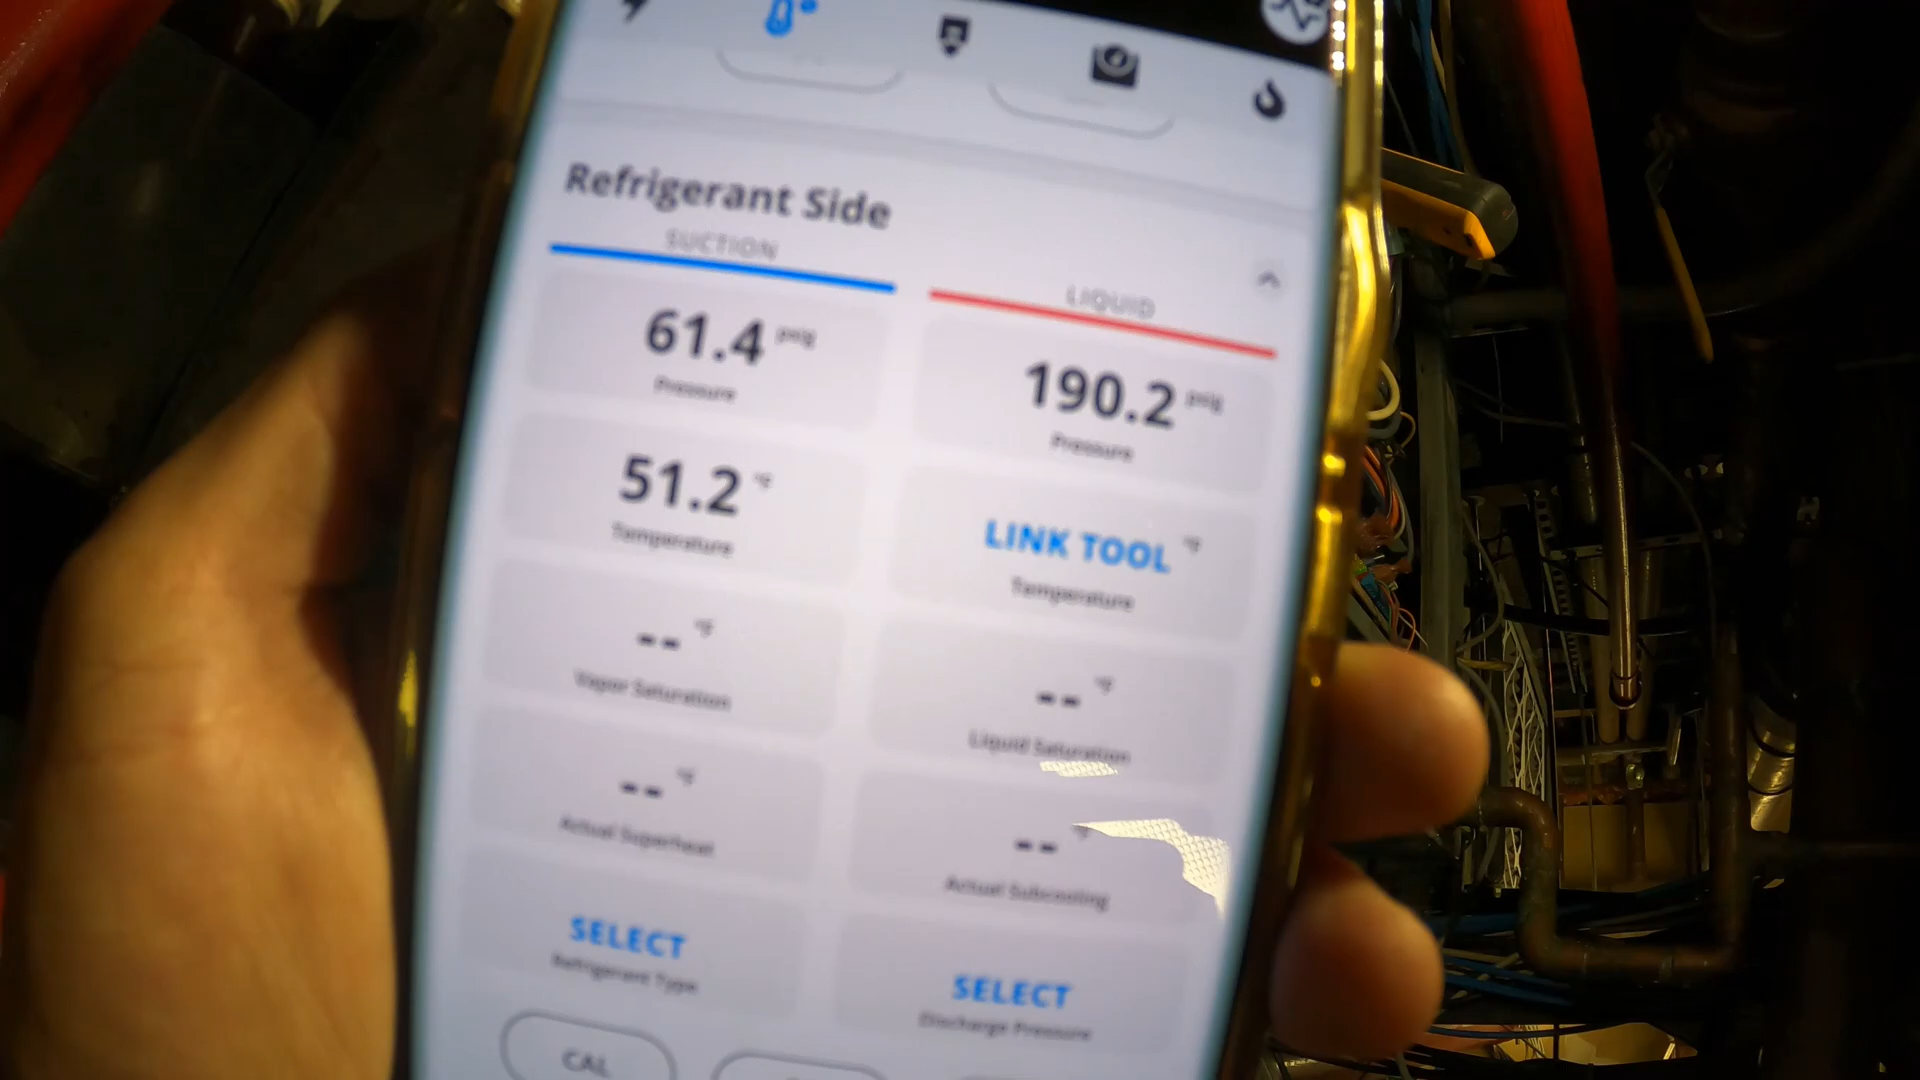 Refrigerant Side
SUCTION
LIQUID
61.4 psig
Pressure
190.2 psig
Pressure
51.2 °F
Temperature
LINK TOOL °F
Temperature
-- °F
Vapor Saturation
-- °F
Liquid Saturation
-- °F
Actual Superheat
-- °F
Actual Subcooling
SELECT
Refrigerant Type
SELECT
Discharge Pressure
CAL